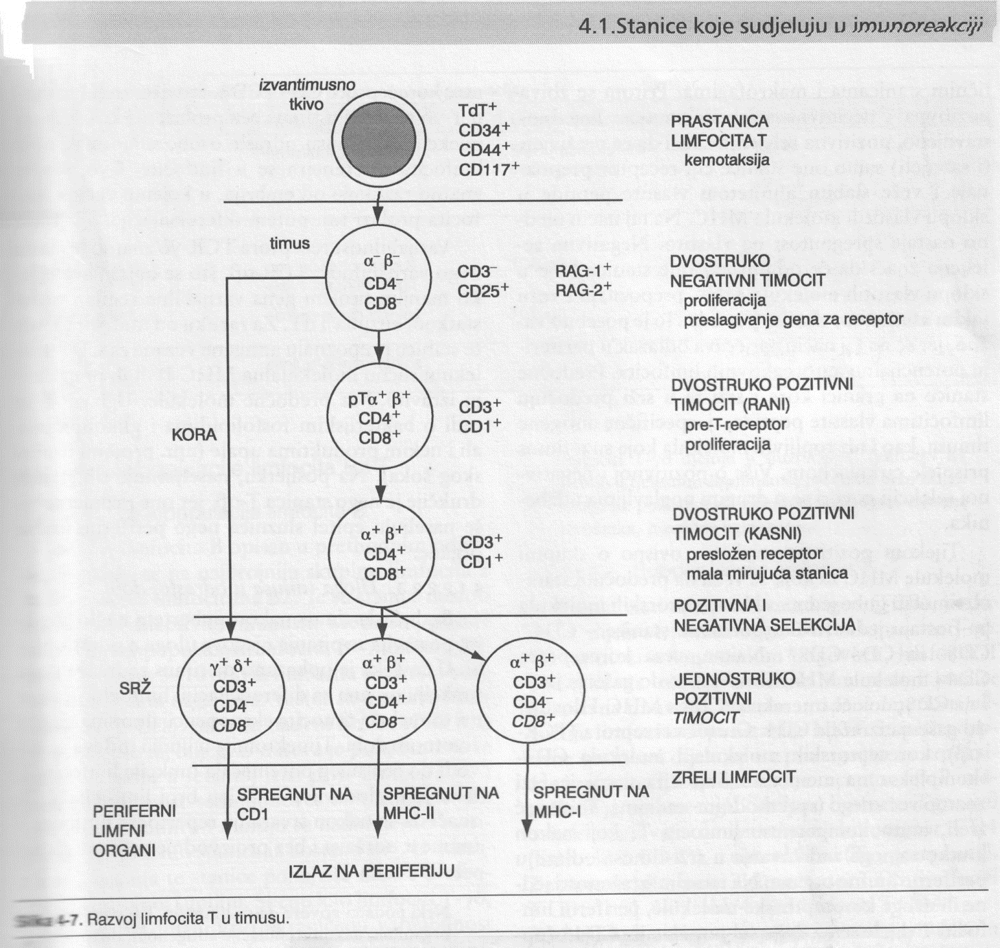 4.1.Stanice koje sudjeluju u imunoreakciji
izvantimusno
tkivo
TdT+
CD34+
CD44+
CD117+
PRASTANICA
LIMFOCITA T
kemotaksija
timus
α− β−
CD4−
CD8−
CD3−
CD25+
RAG-1+
RAG-2+
DVOSTRUKO
NEGATIVNI TIMOCIT
proliferacija
preslagivanje gena za receptor
KORA
pTα+ β+
CD4+
CD8+
CD3+
CD1+
DVOSTRUKO POZITIVNI
TIMOCIT (RANI)
pre-T-receptor
proliferacija
α+ β+
CD4+
CD8+
CD3+
CD1+
DVOSTRUKO POZITIVNI
TIMOCIT (KASNI)
presložen receptor
mala mirujuća stanica
POZITIVNA I
NEGATIVNA SELEKCIJA
SRŽ
γ+ δ+
CD3+
CD4−
CD8−
α+ β+
CD3+
CD4+
CD8−
α+ β+
CD3+
CD4−
CD8+
JEDNOSTRUKO
POZITIVNI
TIMOCIT
ZRELI LIMFOCIT
PERIFERNI
LIMFNI
ORGANI
SPREGNUT NA
CD1
SPREGNUT NA
MHC-II
SPREGNUT NA
MHC-I
IZLAZ NA PERIFERIJU
Slika 4-7. Razvoj limfocita T u timusu.